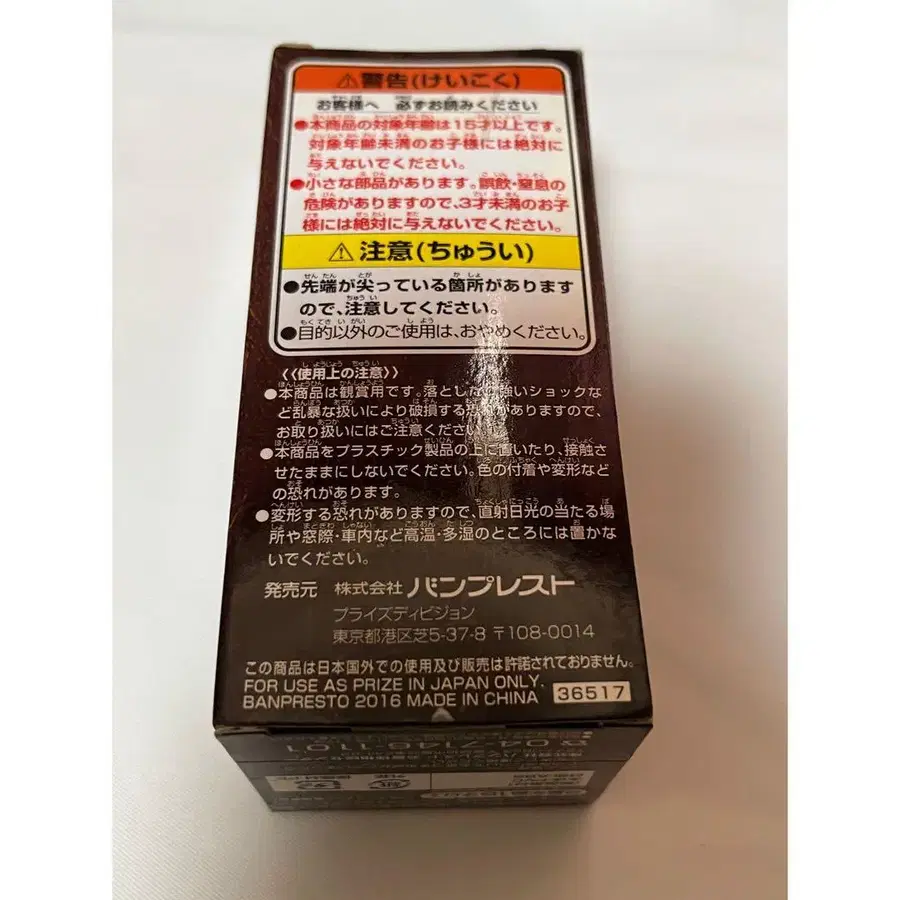 ⚠警告(けいこく)
お客様へ 必ずお読みください
●本商品の対象年齢は15才以上です。
対象年齢未満のお子様には絶対に
与えないでください。
●小さな部品があります。誤飲・窒息の
危険がありますので、3才未満のお子
様には絶対に与えないでください。
⚠注意(ちゅうい)
●先端が尖っている箇所があります
ので、注意してください。
●目的以外のご使用は、おやめください。
《使用上の注意》
●本商品は観賞用です。落としたり強いショックな
ど乱暴な扱いにより破損する恐れがありますので、
お取り扱いにはご注意ください。
●本商品をプラスチック製品の上に置いたり、接触さ
せたままにしないでください。色の付着や変形など
の恐れがあります。
●変形する恐れがありますので、直射日光の当たる場
所や窓際・車内など高温・多湿のところには置かな
いでください。
発売元 株式会社 バンプレスト
プライズディビジョン
東京都港区芝5-37-8 〒108-0014
この商品は日本国外での使用及び販売は許諾されておりません。
FOR USE AS PRIZE IN JAPAN ONLY.
BANPRESTO 2016 MADE IN CHINA 36517
04-7146-1101